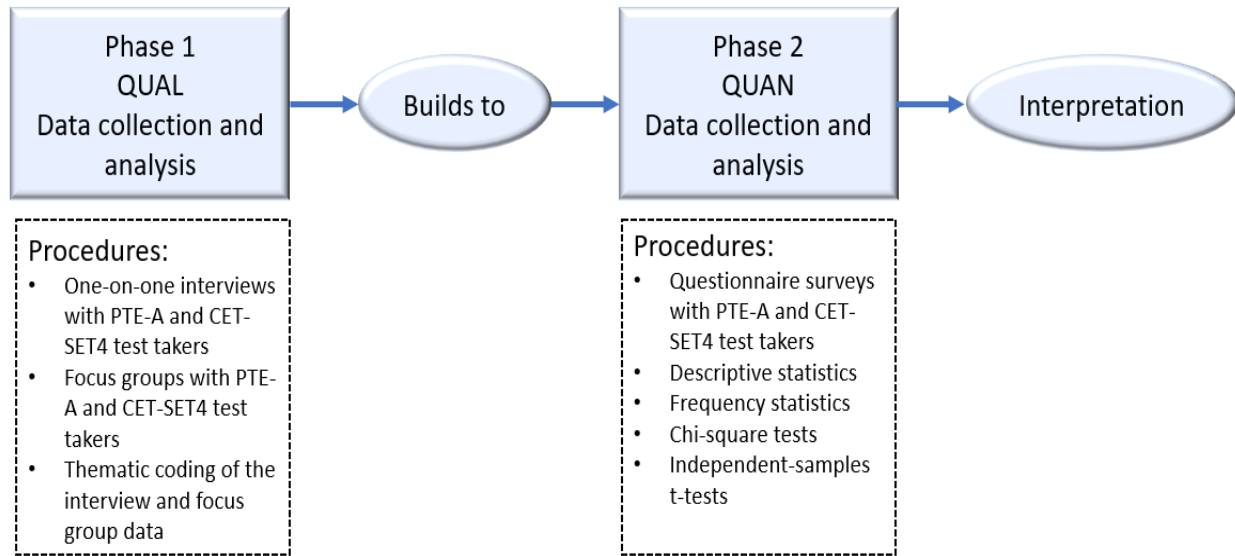 Phase 1
QUAL
Data collection and
analysis
Builds to
Phase 2
QUAN
Data collection and
analysis
Interpretation
Procedures:
• One-on-one interviews
with PTE-A and CET-
SET4 test takers
• Focus groups with PTE-
A and CET-SET4 test
takers
• Thematic coding of the
interview and focus
group data
Procedures:
• Questionnaire surveys
with PTE-A and CET-
SET4 test takers
• Descriptive statistics
• Frequency statistics
• Chi-square tests
• Independent-samples
t-tests